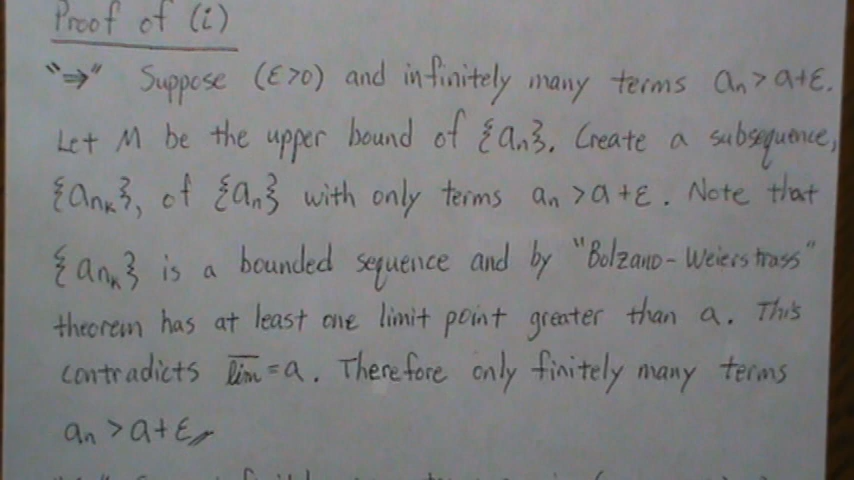 Proof of (i)
"⇒" Suppose (ε>0) and infinitely many terms aₙ > a+ε.
Let M be the upper bound of {aₙ}. Create a subsequence,
{aₙₖ}, of {aₙ} with only terms aₙ > a+ε. Note that
{aₙₖ} is a bounded sequence and by "Bolzano-Weierstrass"
theorem has at least one limit point greater than a. This
contradicts l̅i̅m̅ = a. Therefore only finitely many terms
aₙ > a+ε